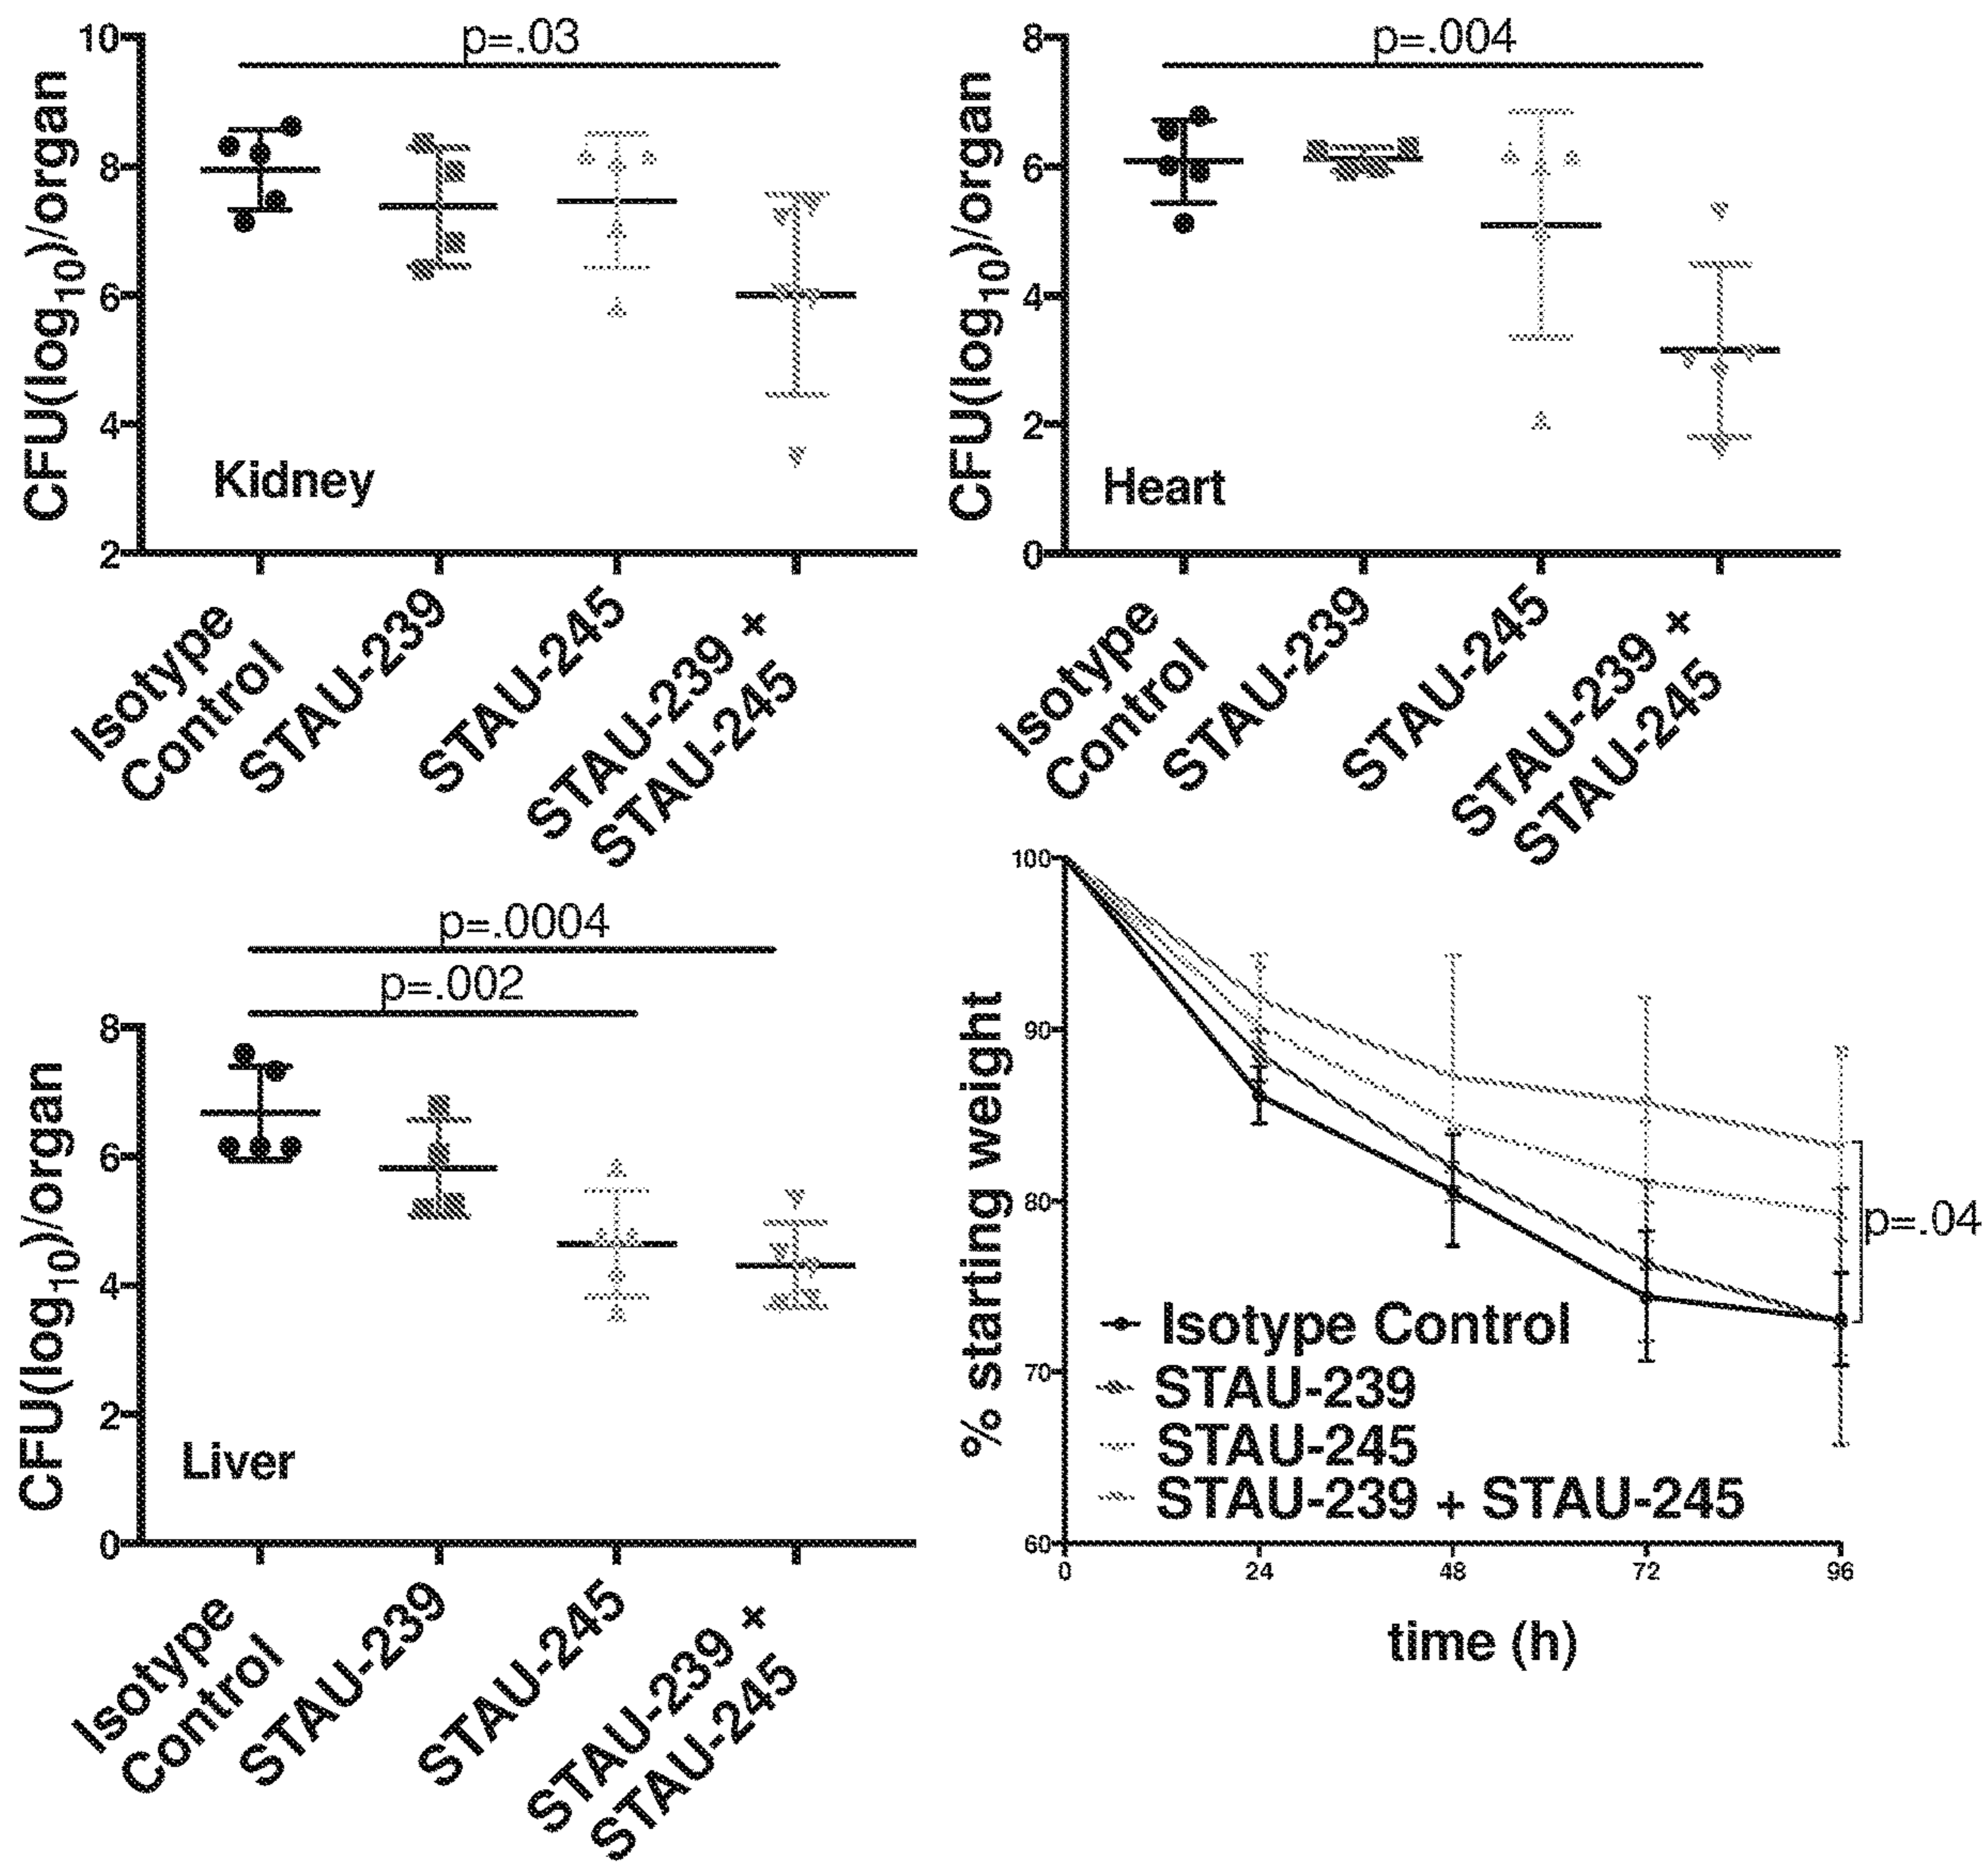 p=.03
10
8
6
4
2
CFU(log10)/organ
Kidney
Isotype
Control
STAU-239
STAU-245
STAU-239 +
STAU-245
p=.004
8
6
4
2
0
CFU(log10)/organ
Heart
Isotype
Control
STAU-239
STAU-245
STAU-239 +
STAU-245
p=.0004
p=.002
8
6
4
2
0
CFU(log10)/organ
Liver
Isotype
Control
STAU-239
STAU-245
STAU-239 +
STAU-245
100
90
80
70
60
% starting weight
p=.04
Isotype Control
STAU-239
STAU-245
STAU-239 + STAU-245
0 24 48 72 96
time (h)